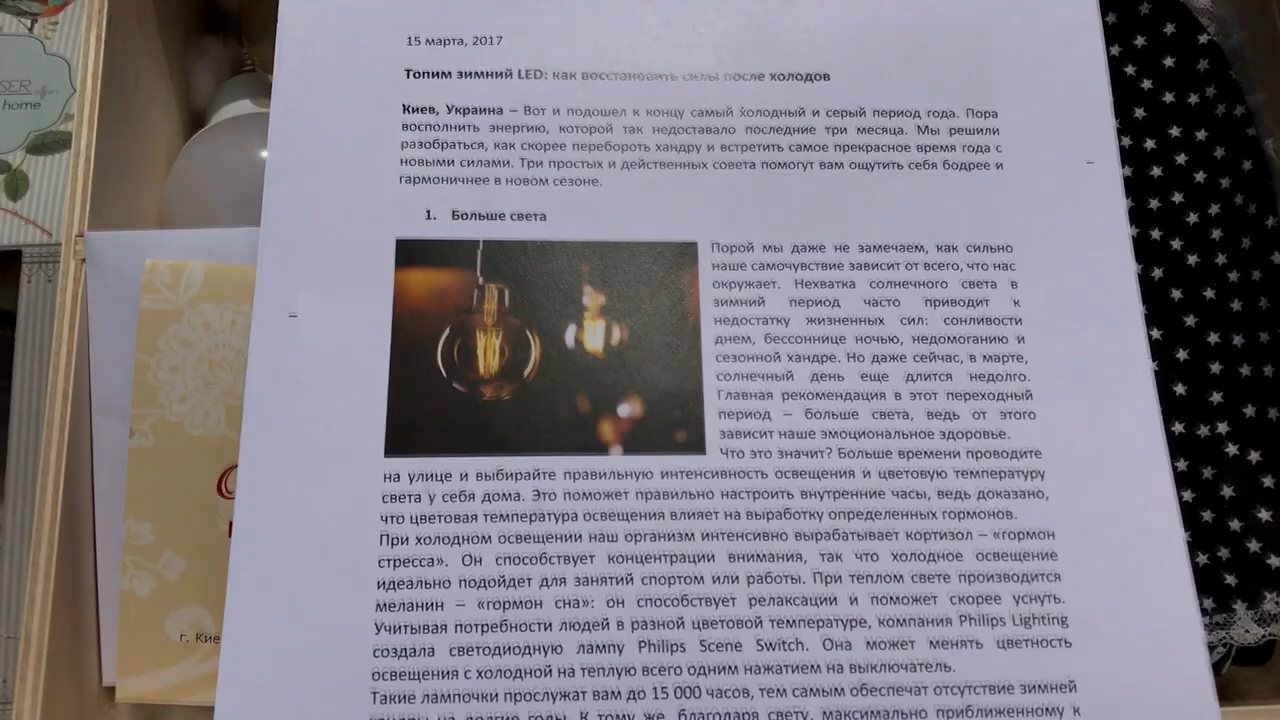 SER
home
15 марта, 2017
Топим зимний LED: как восстановить силы после холодов
Киев, Украина – Вот и подошел к концу самый холодный и серый период года. Пора
восполнить энергию, которой так недоставало последние три месяца. Мы решили
разобраться, как скорее перебороть хандру и встретить самое прекрасное время года с
новыми силами. Три простых и действенных совета помогут вам ощутить себя бодрее и
гармоничнее в новом сезоне.
1. Больше света
Порой мы даже не замечаем, как сильно
наше самочувствие зависит от всего, что нас
окружает. Нехватка солнечного света в
зимний период часто приводит к
недостатку жизненных сил: сонливости
днем, бессоннице ночью, недомоганию и
сезонной хандре. Но даже сейчас, в марте,
солнечный день еще длится недолго.
Главная рекомендация в этот переходный
период – больше света, ведь от этого
зависит наше эмоциональное здоровье.
Что это значит? Больше времени проводите
на улице и выбирайте правильную интенсивность освещения и цветовую температуру
света у себя дома. Это поможет правильно настроить внутренние часы, ведь доказано,
что цветовая температура освещения влияет на выработку определенных гормонов.
При холодном освещении наш организм интенсивно вырабатывает кортизол – «гормон
стресса». Он способствует концентрации внимания, так что холодное освещение
идеально подойдет для занятий спортом или работы. При теплом свете производится
меланин – «гормон сна»: он способствует релаксации и поможет скорее уснуть.
Учитывая потребности людей в разной цветовой температуре, компания Philips Lighting
создала светодиодную лампу Philips Scene Switch. Она может менять цветность
освещения с холодной на теплую всего одним нажатием на выключатель.
Такие лампочки прослужат вам до 15 000 часов, тем самым обеспечат отсутствие зимней
хандры на долгие годы. К тому же, благодаря свету, максимально приближенному к
г. Кие